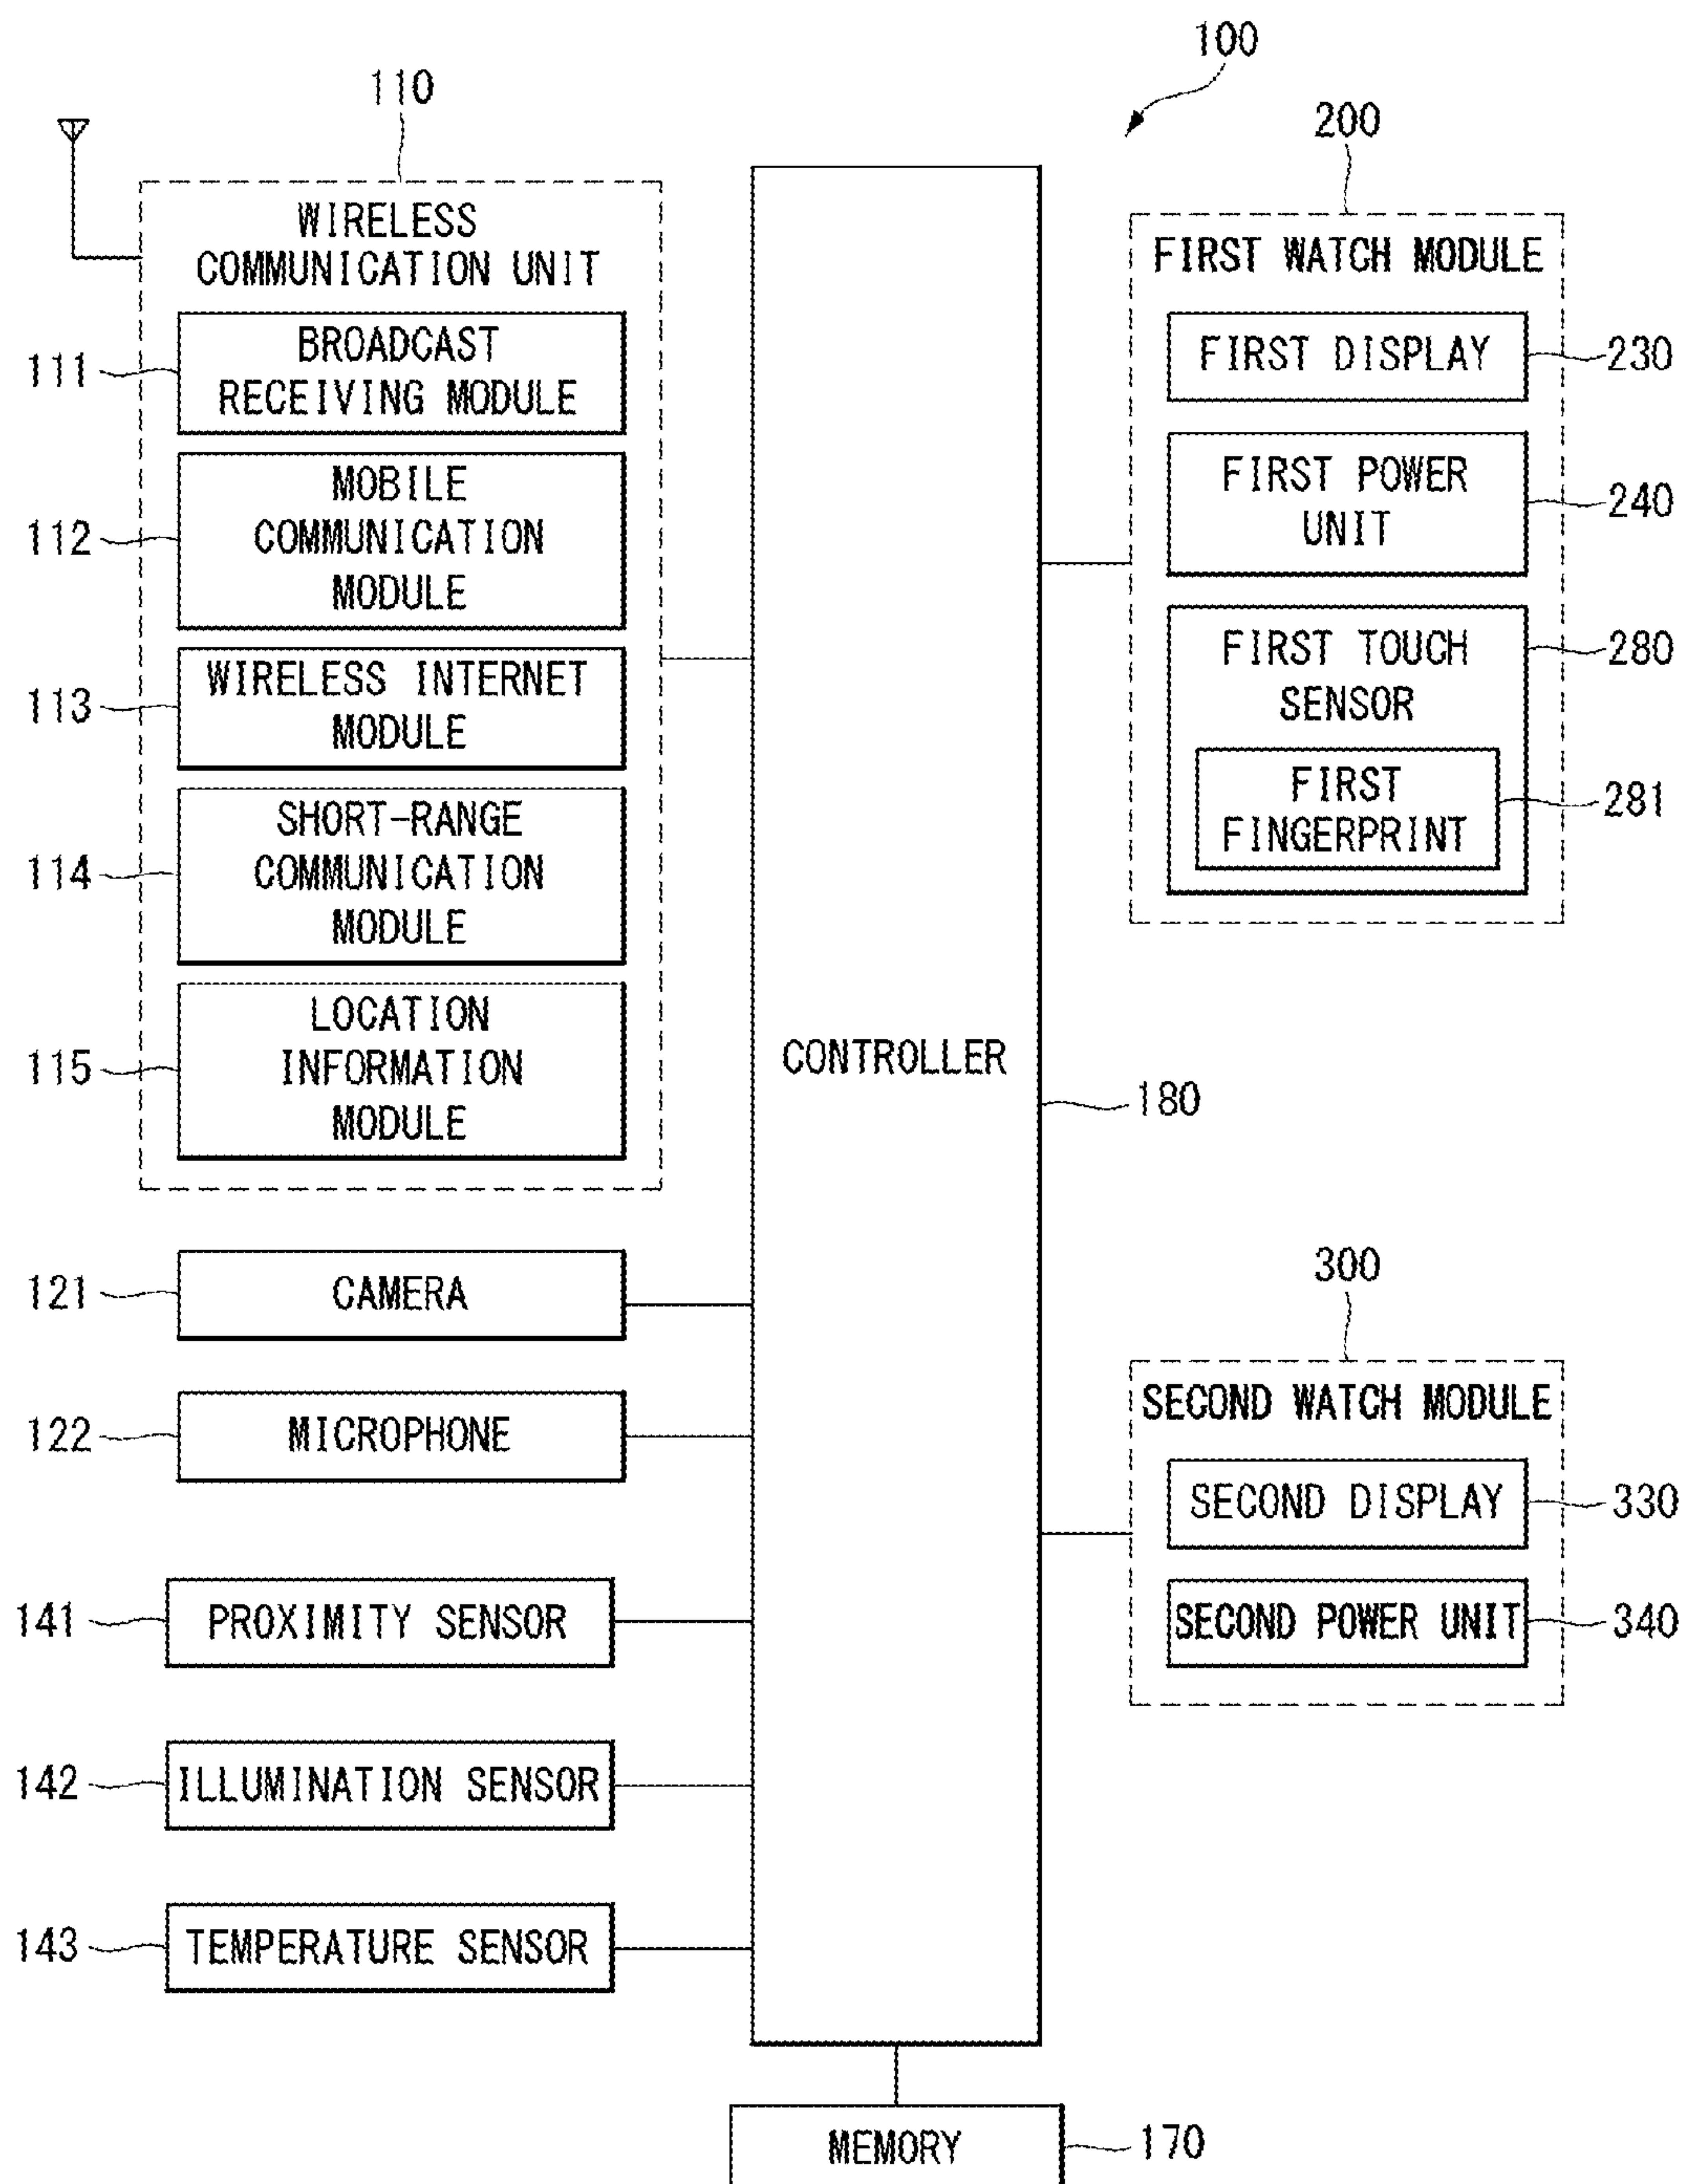 100
110
200
WIRELESS
COMMUNICATION UNIT
111
BROADCAST
RECEIVING MODULE
112
MOBILE
COMMUNICATION
MODULE
113
WIRELESS INTERNET
MODULE
114
SHORT-RANGE
COMMUNICATION
MODULE
115
LOCATION
INFORMATION
MODULE
121
CAMERA
122
MICROPHONE
141
PROXIMITY SENSOR
142
ILLUMINATION SENSOR
143
TEMPERATURE SENSOR
CONTROLLER
180
MEMORY
170
FIRST WATCH MODULE
FIRST DISPLAY
230
FIRST POWER
UNIT
240
FIRST TOUCH
SENSOR
280
FIRST
FINGERPRINT
281
300
SECOND WATCH MODULE
SECOND DISPLAY
330
SECOND POWER UNIT
340